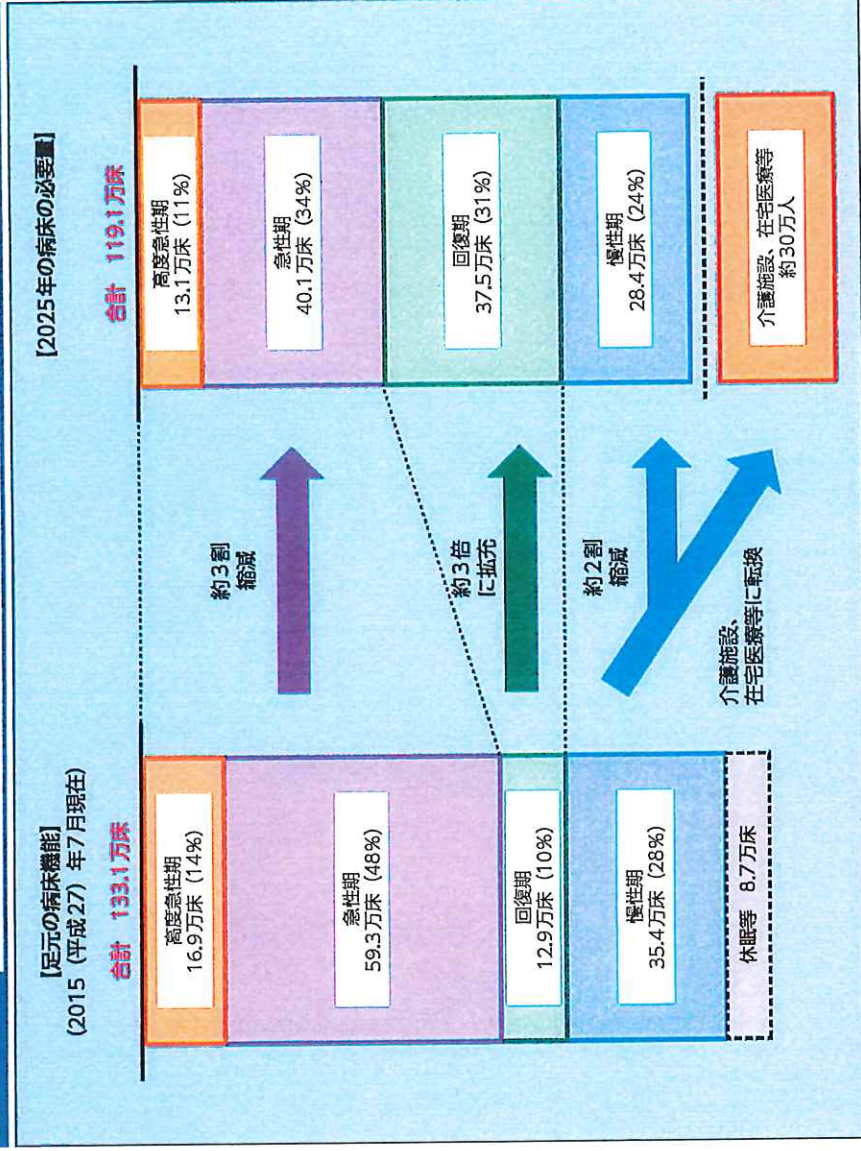 【足元の病床機能】
（2015（平成27）年7月現在）
合計　133.1万床
高度急性期
16.9万床（14%）
急性期
59.3万床（48%）
回復期
12.9万床（10%）
慢性期
35.4万床（28%）
休眠等　8.7万床
約3割
縮減
約3倍
に拡充
約2割
縮減
介護施設、
在宅医療等に転換
【2025年の病床の必要量】
合計　119.1万床
高度急性期
13.1万床（11%）
急性期
40.1万床（34%）
回復期
37.5万床（31%）
慢性期
28.4万床（24%）
介護施設、在宅医療等
約30万人